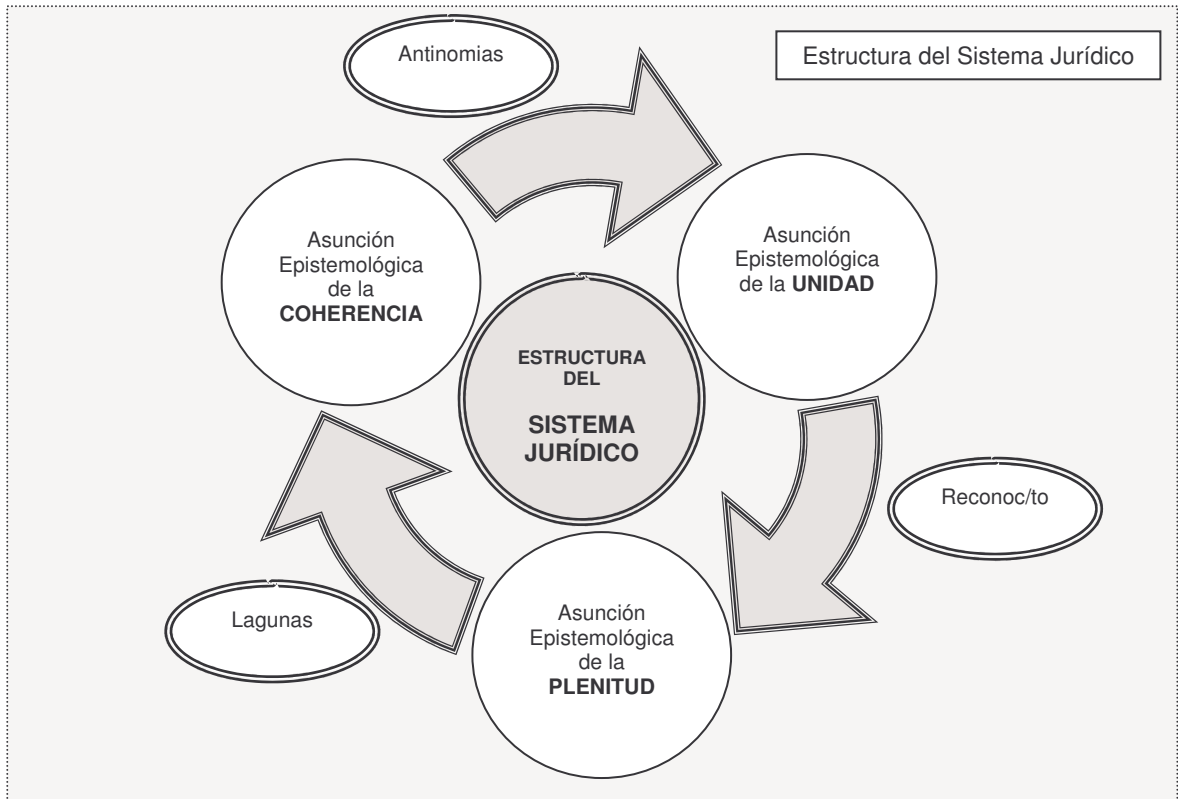 Antinomias
Estructura del Sistema Jurídico
Asunción
Epistemológica
de la
COHERENCIA
Asunción
Epistemológica
de la UNIDAD
ESTRUCTURA
DEL
SISTEMA
JURÍDICO
Reconoc/to
Lagunas
Asunción
Epistemológica
de la
PLENITUD